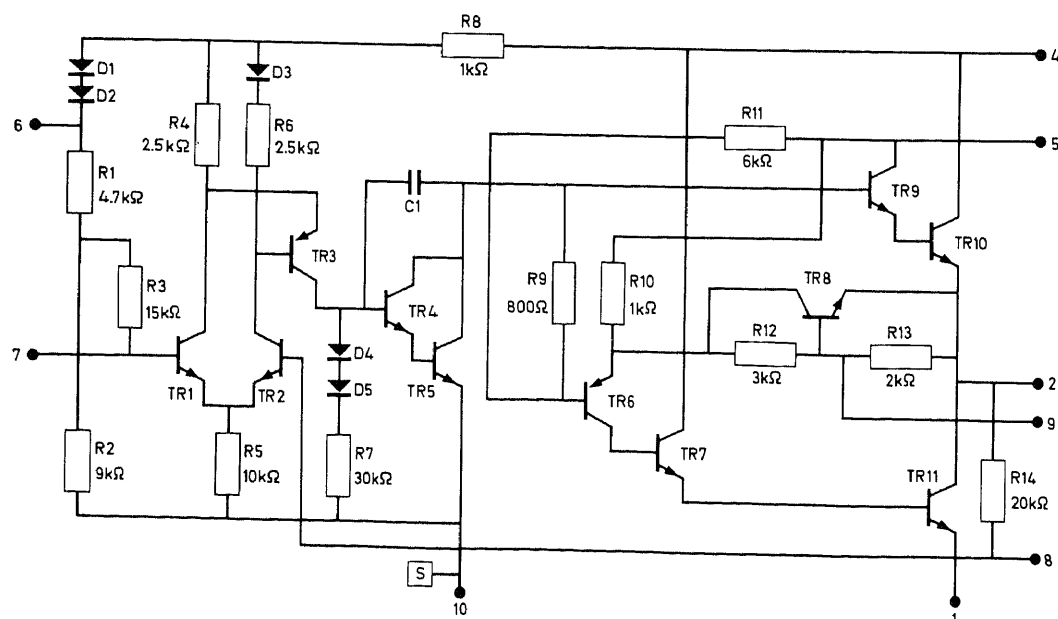 R8
1kΩ
4
D1
D2
D3
6
R4
2.5kΩ
R6
2.5kΩ
R11
6kΩ
5
R1
4.7kΩ
C1
TR9
TR3
TR10
R3
15kΩ
R9
800Ω
R10
1kΩ
TR8
TR4
R12
3kΩ
R13
2kΩ
7
D4
TR1
TR2
D5
TR5
TR6
2
9
R2
9kΩ
R5
10kΩ
R7
30kΩ
TR7
TR11
R14
20kΩ
8
S
10
1